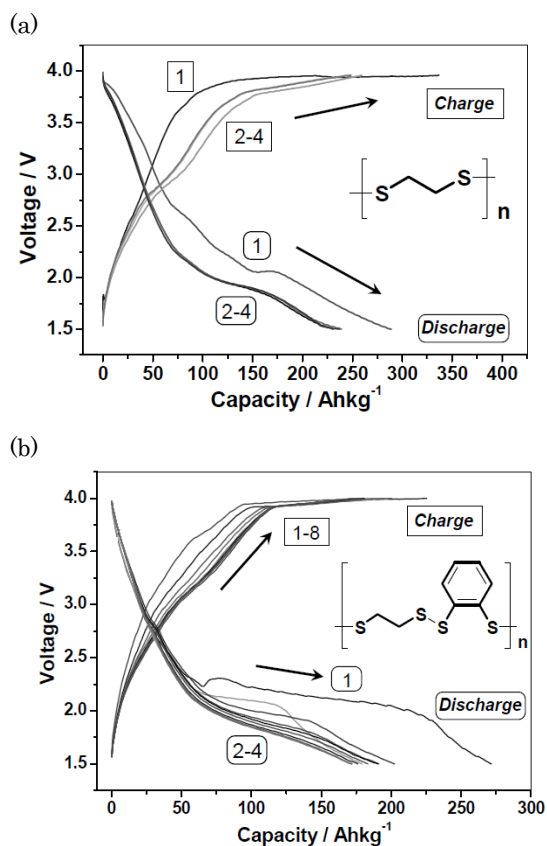 (a)
Voltage / V
4.0
3.5
3.0
2.5
2.0
1.5
1
2-4
Charge
S
S
n
1
2-4
Discharge
0 50 100 150 200 250 300 350 400
Capacity / Ahkg-1
(b)
Voltage / V
4.0
3.5
3.0
2.5
2.0
1.5
Charge
1-8
S
S
S
S
n
1
2-4
Discharge
0 50 100 150 200 250 300
Capacity / Ahkg-1